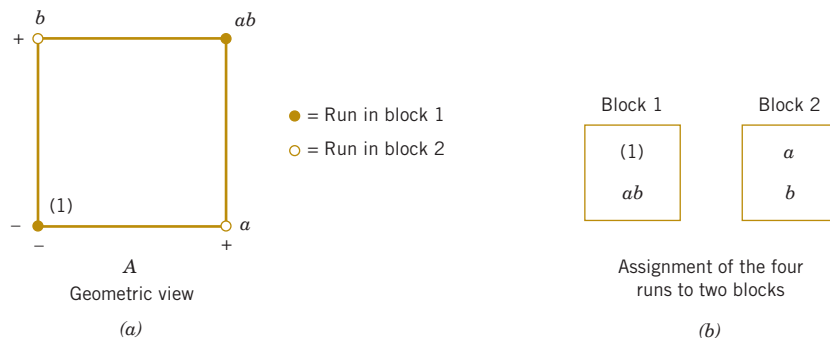 b
ab
+
= Run in block 1
= Run in block 2
(1)
–
a
–
+
A
Geometric view
(a)
Block 1
Block 2
(1)
a
ab
b
Assignment of the four
runs to two blocks
(b)